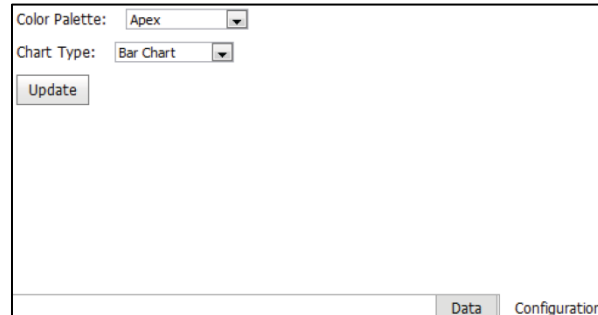 Color Palette: Apex
Chart Type: Bar Chart
Update
Data Configuration